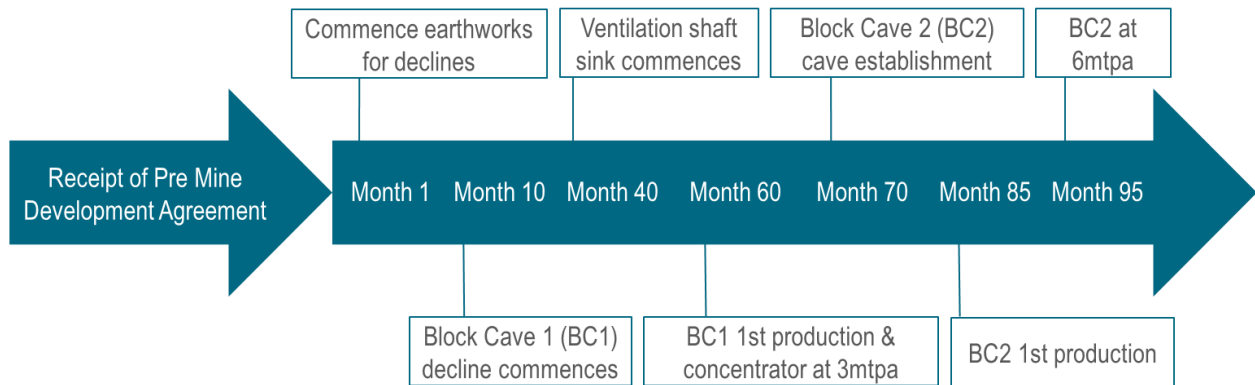 Commence earthworks
for declines
Ventilation shaft
sink commences
Block Cave 2 (BC2)
cave establishment
BC2 at
6mtpa
Receipt of Pre Mine
Development Agreement
Month 1
Month 10
Month 40
Month 60
Month 70
Month 85
Month 95
Block Cave 1 (BC1)
decline commences
BC1 1st production &
concentrator at 3mtpa
BC2 1st production